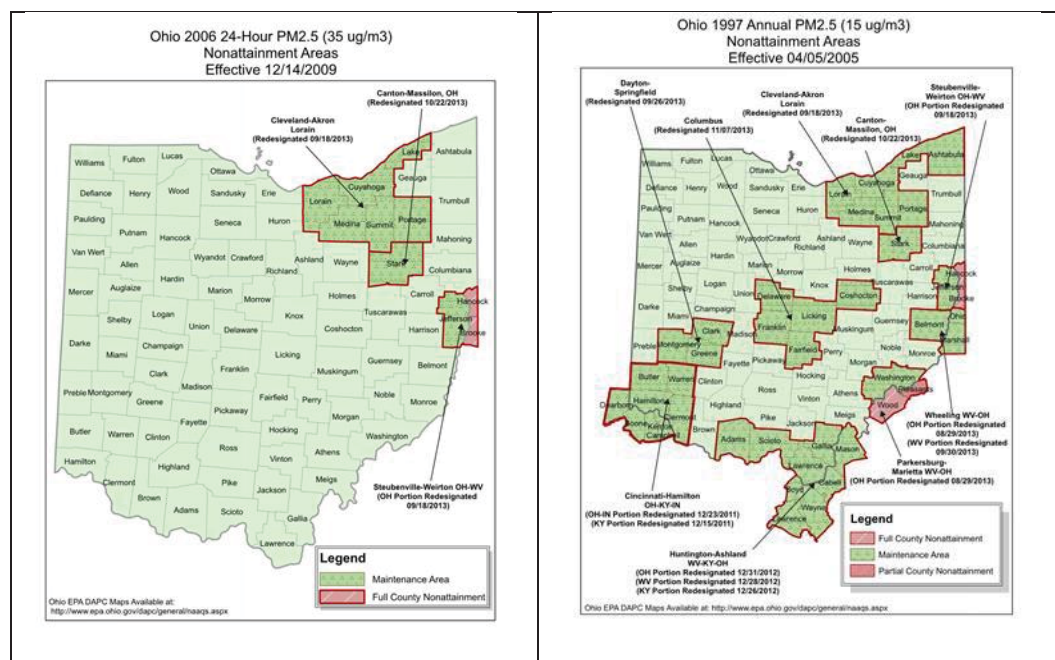 Ohio 2006 24-Hour PM2.5 (35 ug/m3)
Nonattainment Areas
Effective 12/14/2009
Canton-Massilon, OH
(Redesignated 10/22/2013)
Cleveland-Akron
Lorain
(Redesignated 09/18/2013)
Williams
Fulton
Lucas
Ottawa
Lake
Ashtabula
Geauga
Cuyahoga
Defiance
Henry
Wood
Sandusky
Erie
Lorain
Trumbull
Paulding
Seneca
Huron
Medina
Summit
Portage
Putnam
Hancock
Mahoning
Van Wert
Wyandot
Crawford
Ashland
Wayne
Stark
Allen
Richland
Columbiana
Hardin
Mercer
Auglaize
Marion
Morrow
Holmes
Carroll
Hancock
Logan
Knox
Tuscarawas
Jefferson
Shelby
Union
Delaware
Coshocton
Harrison
Brooke
Darke
Champaign
Licking
Miami
Guernsey
Belmont
Franklin
Muskingum
Clark
Madison
Preble
Montgomery
Greene
Fairfield
Perry
Noble
Monroe
Pickaway
Morgan
Fayette
Butler
Warren
Clinton
Hocking
Washington
Ross
Athens
Hamilton
Highland
Vinton
Clermont
Pike
Meigs
Brown
Jackson
Adams
Scioto
Gallia
Lawrence
Steubenville-Weirton OH-WV
(OH Portion Redesignated
09/18/2013)
Legend
Maintenance Area
Full County Nonattainment
Ohio EPA DAPC Maps Available at:
http://www.epa.ohio.gov/dapc/general/naaqs.aspx
Ohio 1997 Annual PM2.5 (15 ug/m3)
Nonattainment Areas
Effective 04/05/2005
Dayton-
Springfield
(Redesignated 09/26/2013)
Cleveland-Akron
Lorain
(Redesignated 09/18/2013)
Steubenville-
Weirton OH-WV
(OH Portion Redesignated
09/18/2013)
Columbus
(Redesignated 11/07/2013)
Canton-
Massilon, OH
(Redesignated 10/22/2013)
Williams
Fulton
Lucas
Ottawa
Lake
Ashtabula
Geauga
Cuyahoga
Defiance
Henry
Wood
Sandusky
Erie
Lorain
Trumbull
Paulding
Seneca
Huron
Medina
Summit
Portage
Putnam
Hancock
Mahoning
Van Wert
Wyandot
Crawford
Ashland
Wayne
Stark
Allen
Richland
Columbiana
Hardin
Mercer
Auglaize
Marion
Morrow
Holmes
Carroll
Hancock
Logan
Knox
Tuscarawas
Jefferson
Shelby
Union
Delaware
Coshocton
Harrison
Brooke
Darke
Champaign
Licking
Ohio
Miami
Guernsey
Belmont
Franklin
Muskingum
Marshall
Clark
Madison
Preble
Montgomery
Greene
Fairfield
Perry
Noble
Monroe
Pickaway
Morgan
Fayette
Butler
Warren
Clinton
Hocking
Washington
Pleasants
Ross
Athens
Wood
Dearborn
Hamilton
Highland
Vinton
Clermont
Pike
Meigs
Boone
Kenton
Campbell
Brown
Jackson
Adams
Scioto
Gallia
Mason
Lawrence
Boyd
Cabell
Wayne
Lawrence
Wheeling WV-OH
(OH Portion Redesignated
08/29/2013)
(WV Portion Redesignated
09/30/2013)
Parkersburg-
Marietta WV-OH
(OH Portion Redesignated 08/29/2013)
Cincinnati-Hamilton
OH-KY-IN
(OH-IN Portion Redesignated 12/23/2011)
(KY Portion Redesignated 12/15/2011)
Huntington-Ashland
WV-KY-OH
(OH Portion Redesignated 12/31/2012)
(WV Portion Redesignated 12/28/2012)
(KY Portion Redesignated 12/26/2012)
Legend
Full County Nonattainment
Maintenance Area
Partial County Nonattainment
Ohio EPA DAPC Maps Available at: http://www.epa.ohio.gov/dapc/general/naaqs.aspx